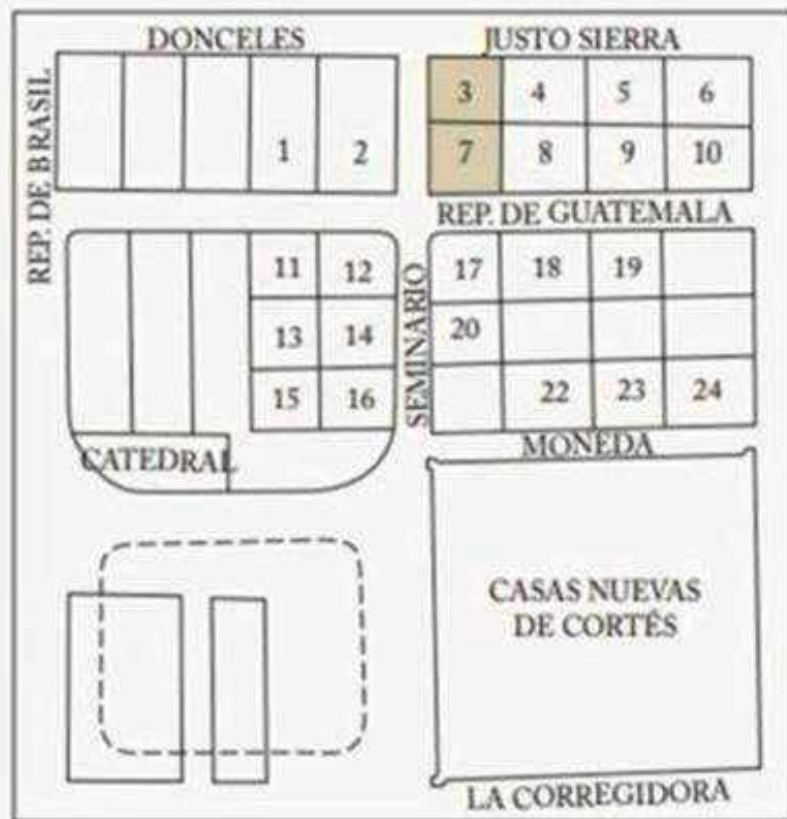 DONCELES
JUSTO SIERRA
REP. DE BRASIL
3 4 5 6
1 2
7 8 9 10
REP. DE GUATEMALA
11 12
17 18 19
SEMINARIO
13 14
20
15 16
22 23 24
CATEDRAL
MONEDA
CASAS NUEVAS
DE CORTÉS
LA CORREGIDORA